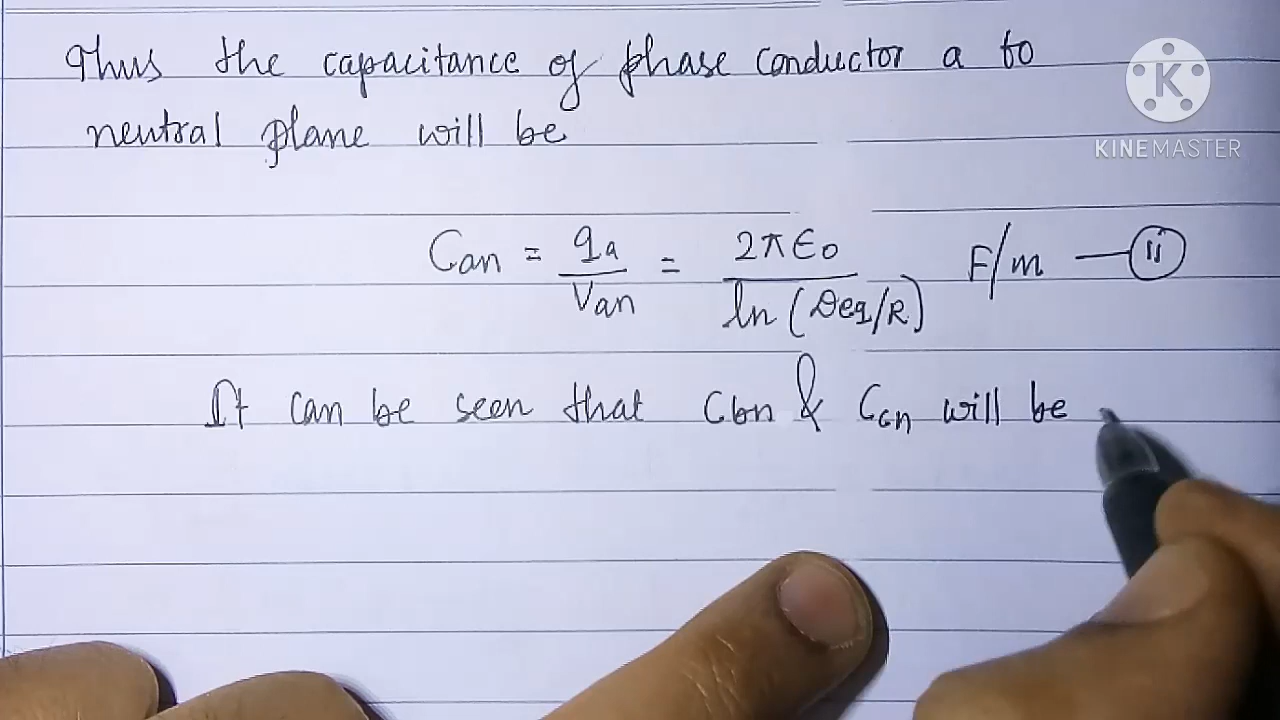 Thus the capacitance of phase conductor a to
neutral plane will be
Can = qa/Van = 2πϵ0/ln(Deq/R) F/m — 11
It can be seen that Cbn & Ccn will be
K
KINEMASTER